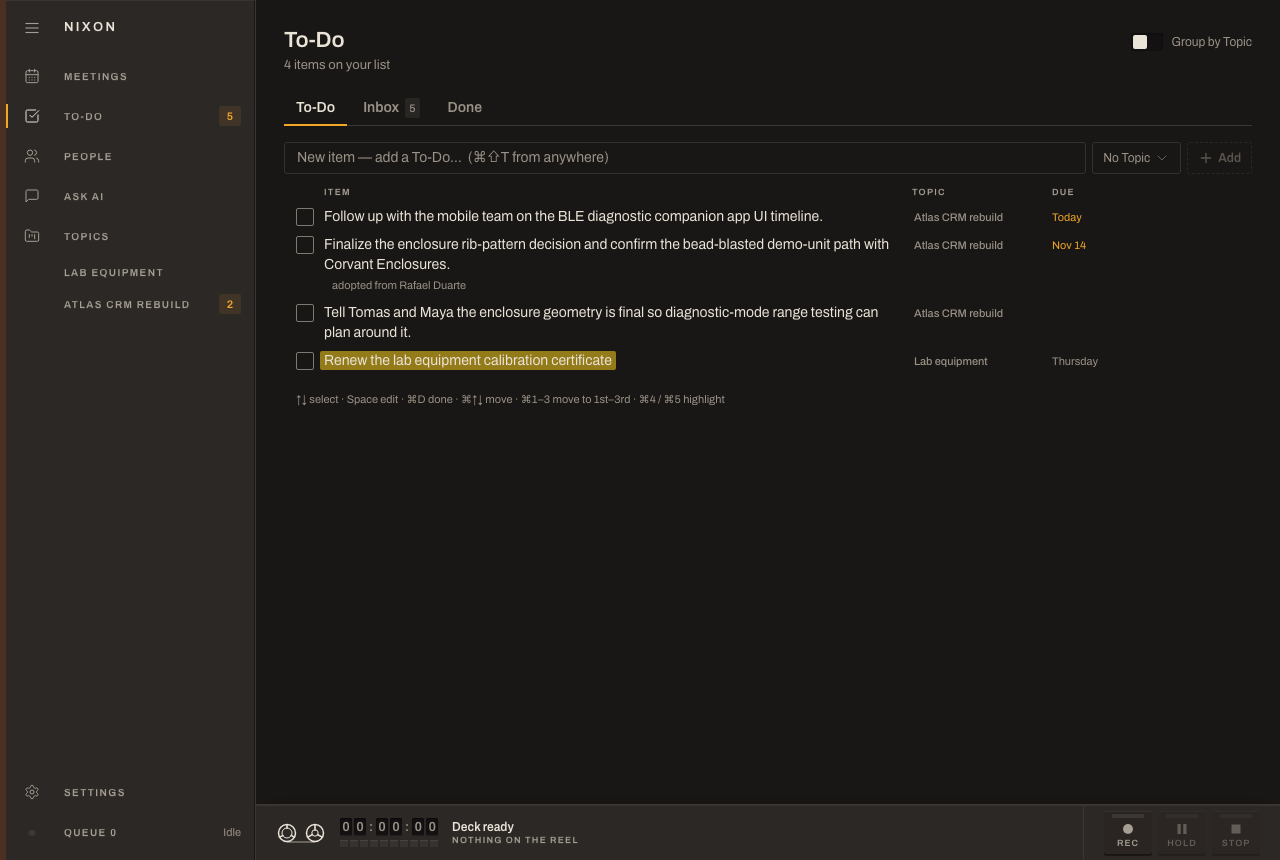 NIXON
MEETINGS
TO-DO 5
PEOPLE
ASK AI
TOPICS
LAB EQUIPMENT
ATLAS CRM REBUILD 2
SETTINGS
QUEUE 0 Idle
To-Do
4 items on your list
Group by Topic
To-Do Inbox 5 Done
New item — add a To-Do... (⌘⇧T from anywhere) No Topic + Add
ITEM TOPIC DUE
Follow up with the mobile team on the BLE diagnostic companion app UI timeline. Atlas CRM rebuild Today
Finalize the enclosure rib-pattern decision and confirm the bead-blasted demo-unit path with Atlas CRM rebuild Nov 14
Corvant Enclosures.
adopted from Rafael Duarte
Tell Tomas and Maya the enclosure geometry is final so diagnostic-mode range testing can Atlas CRM rebuild
plan around it.
Renew the lab equipment calibration certificate Lab equipment Thursday
↑↓ select · Space edit · ⌘D done · ⌘↑↓ move · ⌘1–3 move to 1st–3rd · ⌘4 / ⌘5 highlight
00:00:00
Deck ready
NOTHING ON THE REEL
REC HOLD STOP